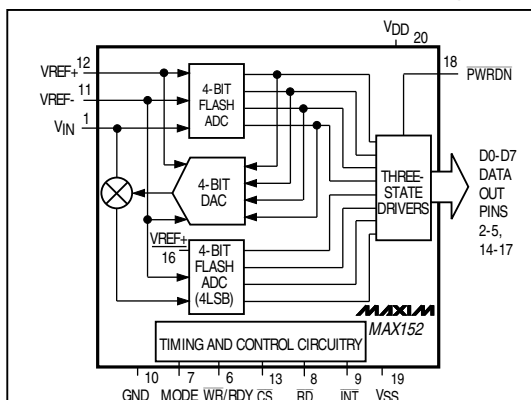 VDD
20
12
VREF+
18
PWRDN
11
VREF-
1
VIN
4-BIT
FLASH
ADC
4-BIT
DAC
THREE-
STATE
DRIVERS
D0-D7
DATA
OUT
PINS
2-5,
14-17
VREF+
16
4-BIT
FLASH
ADC
(4LSB)
MAXIM
MAX152
TIMING AND CONTROL CIRCUITRY
10 7 6 13 8 9 19
GND MODE WR/RDY CS RD INT VSS